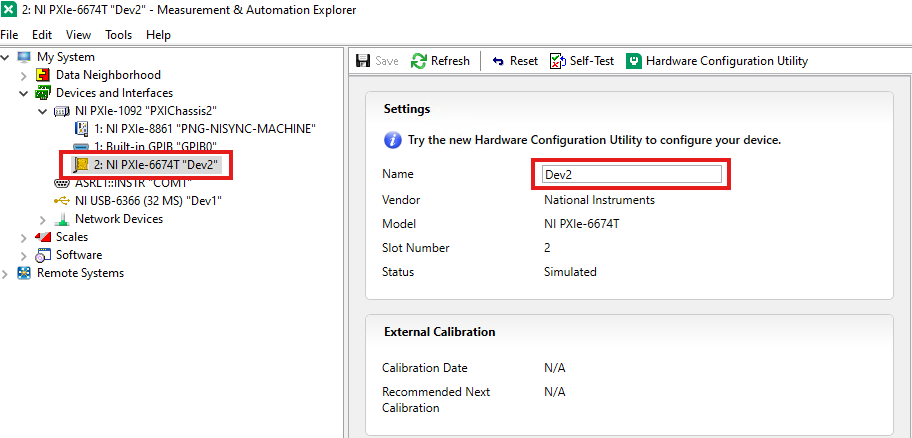 2: NI PXIe-6674T "Dev2" - Measurement & Automation Explorer
File Edit View Tools Help
My System
Data Neighborhood
Devices and Interfaces
NI PXIe-1092 "PXIChassis2"
1: NI PXIe-8861 "PNG-NISYNC-MACHINE"
1: Built-in GPIB "GPIB0"
2: NI PXIe-6674T "Dev2"
ASRL1::INSTR "COM1"
NI USB-6366 (32 MS) "Dev1"
Network Devices
Scales
Software
Remote Systems
Save Refresh Reset Self-Test Hardware Configuration Utility
Settings
Try the new Hardware Configuration Utility to configure your device.
Name Dev2
Vendor National Instruments
Model NI PXIe-6674T
Slot Number 2
Status Simulated
External Calibration
Calibration Date N/A
Recommended Next N/A
Calibration